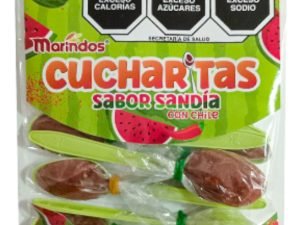 EXCESO EXCESO EXCESO
CALORÍAS AZÚCARES SODIO
SECRETARÍA DE SALUD
marindos
CUCHARITAS
SABOR SANDÍA
CON CHILE